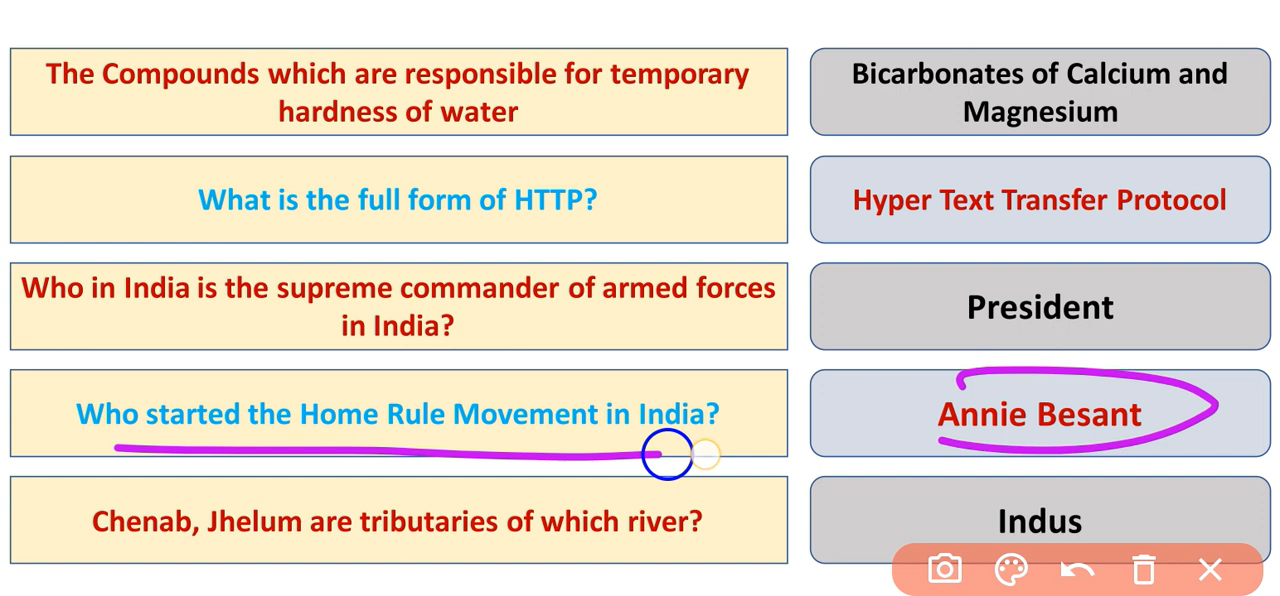 The Compounds which are responsible for temporary
hardness of water
Bicarbonates of Calcium and
Magnesium
What is the full form of HTTP?
Hyper Text Transfer Protocol
Who in India is the supreme commander of armed forces
in India?
President
Who started the Home Rule Movement in India?
Annie Besant
Chenab, Jhelum are tributaries of which river?
Indus